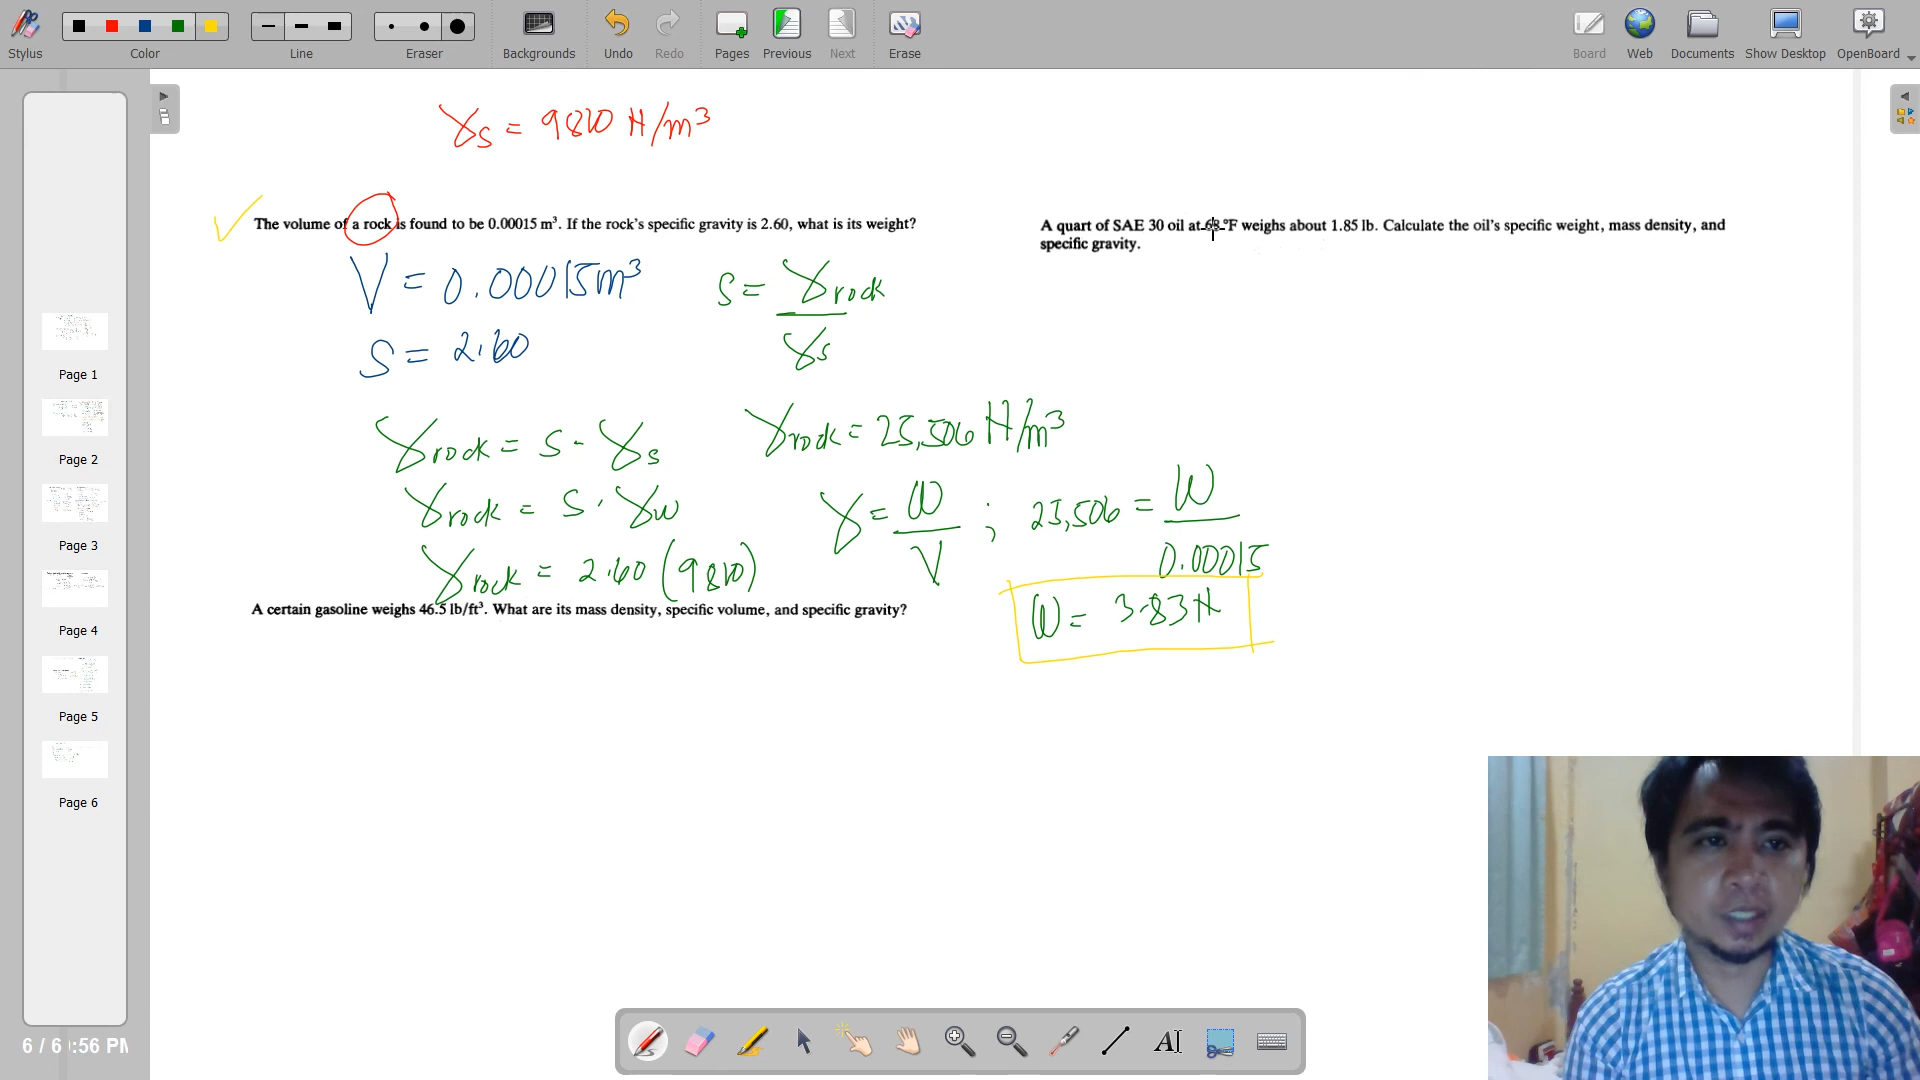 Stylus Color Line Eraser Backgrounds Undo Redo Pages Previous Next Erase Board Web Documents Show Desktop OpenBoard
γs = 9810 N/m³
The volume of a rock is found to be 0.00015 m³. If the rock's specific gravity is 2.60, what is its weight?
V = 0.00015m³
S = 2.60
S = γrock / γs
γrock = S · γs
γrock = S · γw
γrock = 2.60 (9810)
γrock = 25,506 N/m³
γ = W / V ; 25,506 = W / 0.00015
W = 3.83 N
A certain gasoline weighs 46.5 lb/ft³. What are its mass density, specific volume, and specific gravity?
A quart of SAE 30 oil at 68 °F weighs about 1.85 lb. Calculate the oil's specific weight, mass density, and
specific gravity.
Page 1
Page 2
Page 3
Page 4
Page 5
Page 6
6 / 6
:56 PM